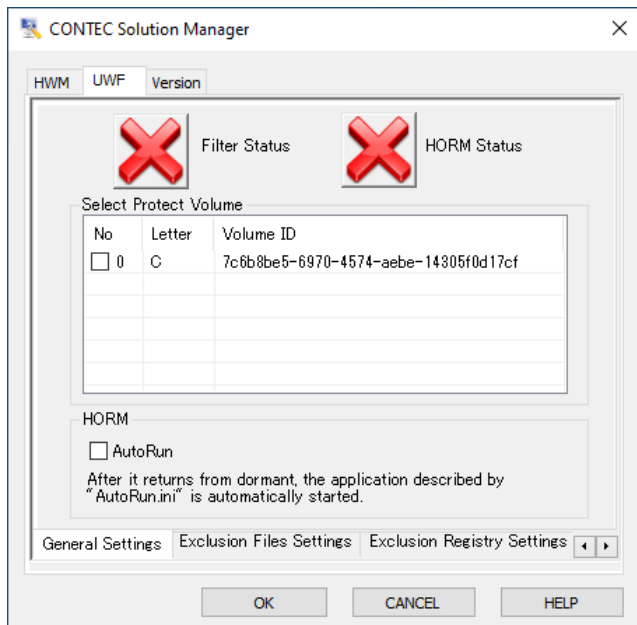 CONTEC Solution Manager
HWM UWF Version
Filter Status HORM Status
Select Protect Volume
No Letter Volume ID
0 C 7c6b8be5-6970-4574-aebe-14305f0d17cf
HORM
AutoRun
After it returns from dormant, the application described by
"AutoRun.ini" is automatically started.
General Settings Exclusion Files Settings Exclusion Registry Settings
OK CANCEL HELP